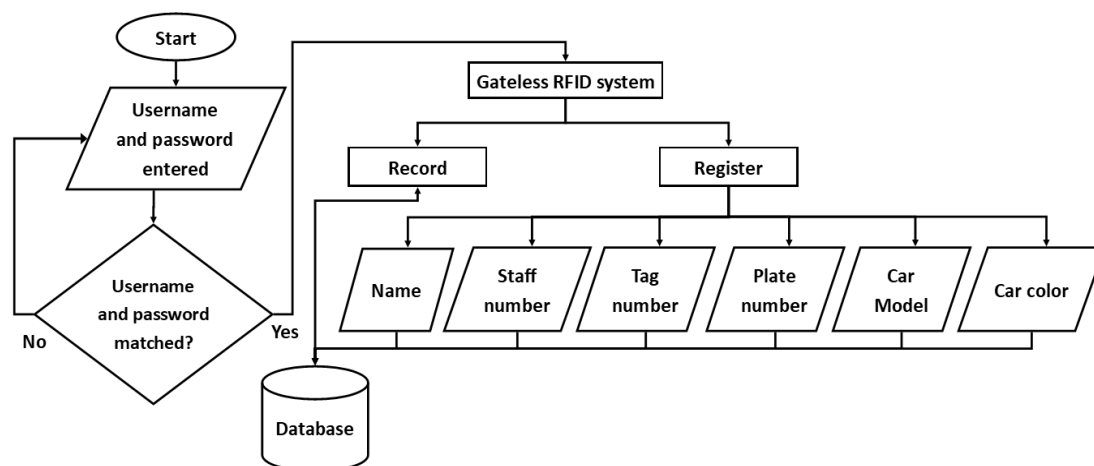 Start
Username
and password
entered
Username
and password
matched?
No
Yes
Gateless RFID system
Record
Register
Name
Staff
number
Tag
number
Plate
number
Car
Model
Car color
Database